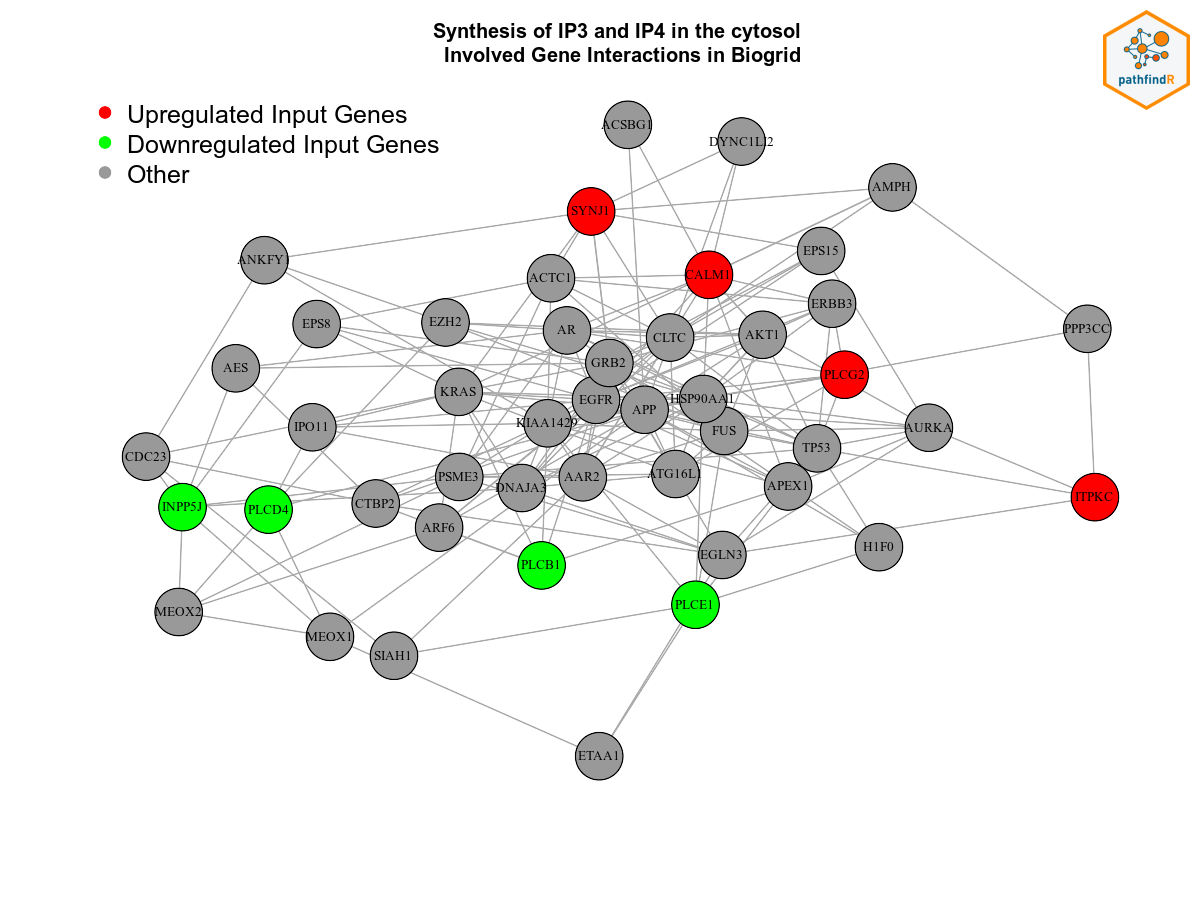 Synthesis of IP3 and IP4 in the cytosol
Involved Gene Interactions in Biogrid
pathfindR
Upregulated Input Genes
Downregulated Input Genes
Other
ACSBG1
DYNC1LI2
AMPH
SYNJ1
EPS15
ANKFY1
ACTC1
CALM1
ERBB3
EPS8
EZH2
AR
CLTC
AKT1
PPP3CC
AES
GRB2
PLCG2
KRAS
EGFR
APP
HSP90AA1
IPO11
KIAA1429
FUS
AURKA
CDC23
TP53
PSME3
DNAJA3
AAR2
ATG16L1
APEX1
ITPKC
INPP5J
PLCD4
CTBP2
ARF6
H1F0
EGLN3
PLCB1
MEOX2
PLCE1
MEOX1
SIAH1
ETAA1